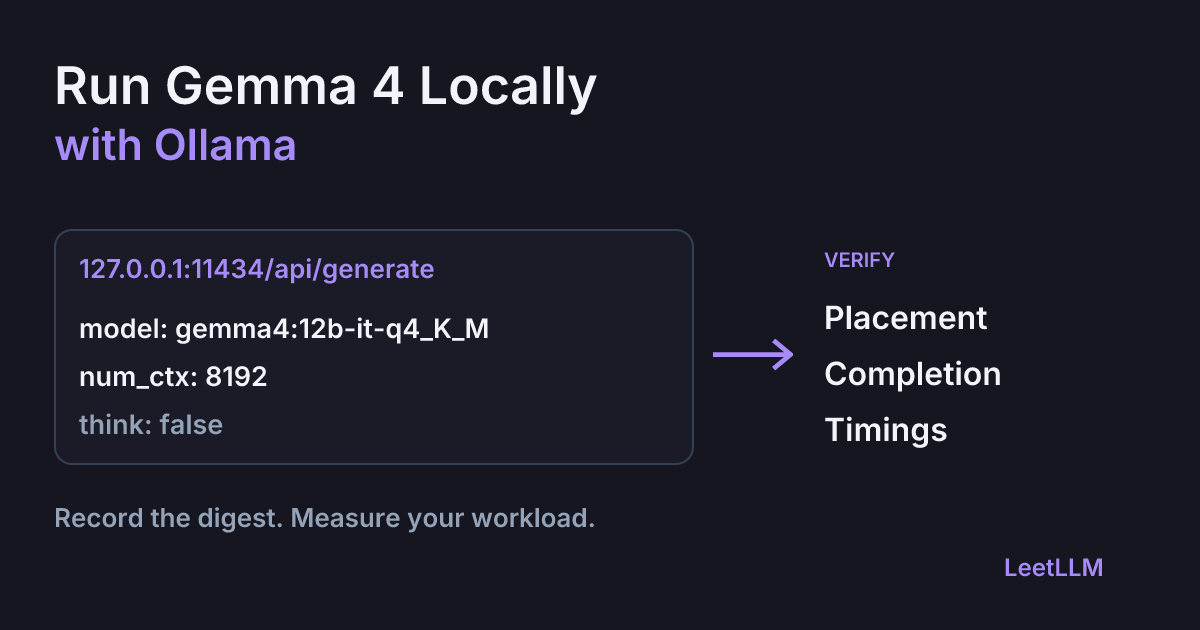 Run Gemma 4 Locally
with Ollama
127.0.0.1:11434/api/generate
model: gemma4:12b-it-q4_K_M
num_ctx: 8192
think: false
VERIFY
Placement
Completion
Timings
Record the digest. Measure your workload.
LeetLLM